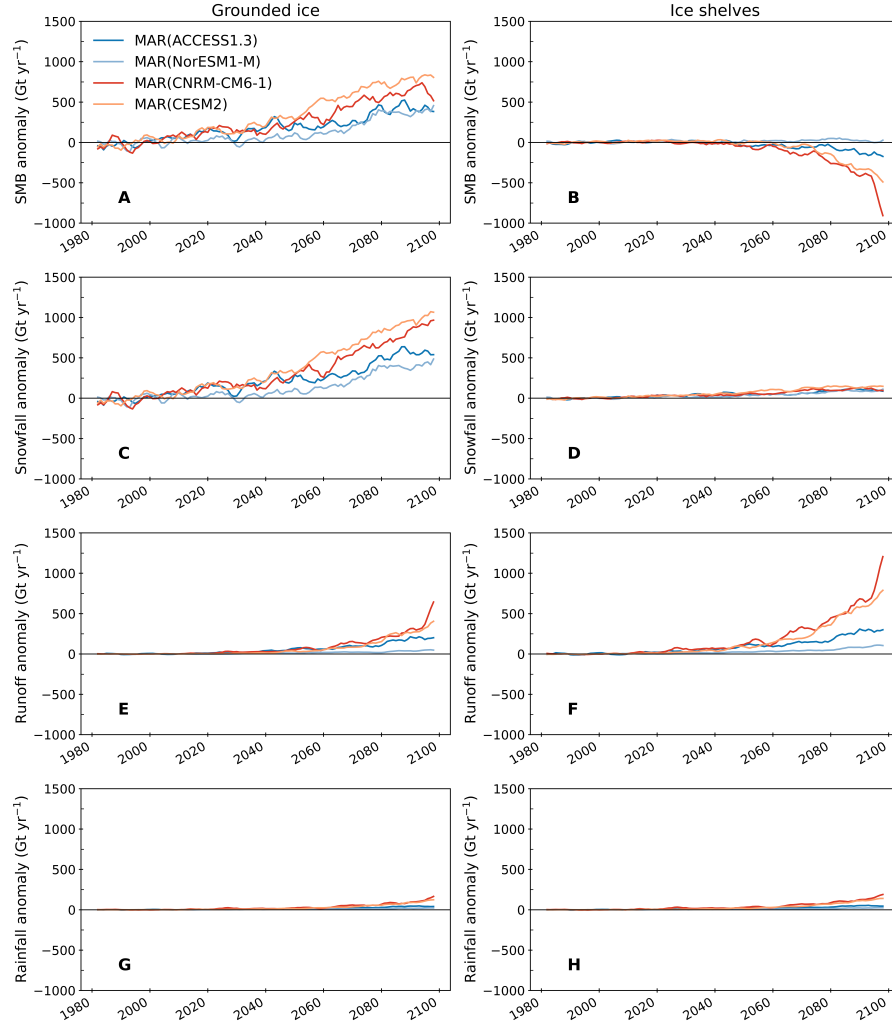 Grounded ice
Ice shelves
SMB anomaly (Gt yr⁻¹)
1500
1000
500
0
−500
−1000
MAR(ACCESS1.3)
MAR(NorESM1-M)
MAR(CNRM-CM6-1)
MAR(CESM2)
A
1980 2000 2020 2040 2060 2080 2100
SMB anomaly (Gt yr⁻¹)
1500
1000
500
0
−500
−1000
B
1980 2000 2020 2040 2060 2080 2100
Snowfall anomaly (Gt yr⁻¹)
1500
1000
500
0
−500
−1000
C
1980 2000 2020 2040 2060 2080 2100
Snowfall anomaly (Gt yr⁻¹)
1500
1000
500
0
−500
−1000
D
1980 2000 2020 2040 2060 2080 2100
Runoff anomaly (Gt yr⁻¹)
1500
1000
500
0
−500
−1000
E
1980 2000 2020 2040 2060 2080 2100
Runoff anomaly (Gt yr⁻¹)
1500
1000
500
0
−500
−1000
F
1980 2000 2020 2040 2060 2080 2100
Rainfall anomaly (Gt yr⁻¹)
1500
1000
500
0
−500
−1000
G
1980 2000 2020 2040 2060 2080 2100
Rainfall anomaly (Gt yr⁻¹)
1500
1000
500
0
−500
−1000
H
1980 2000 2020 2040 2060 2080 2100